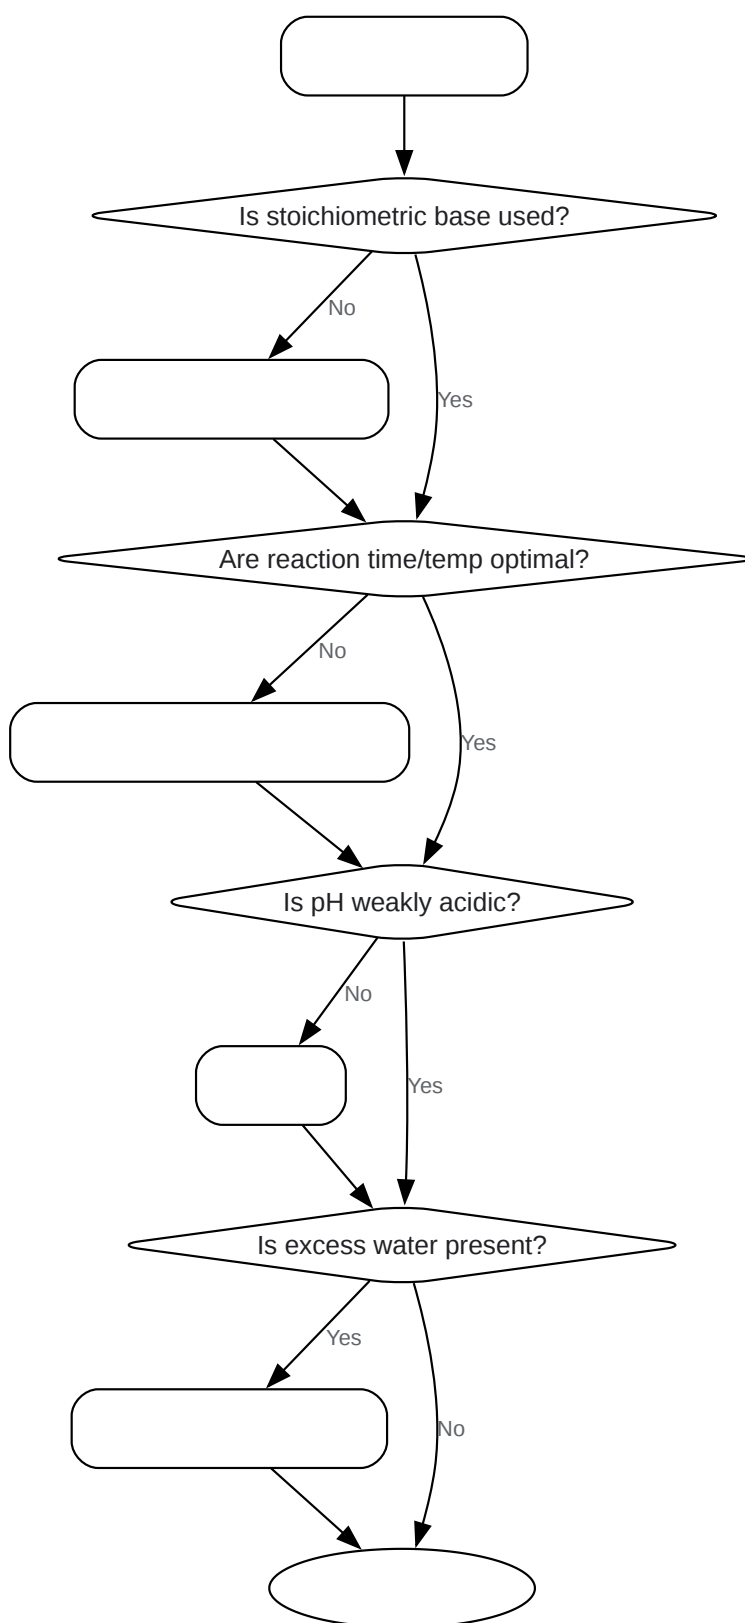 Is stoichiometric base used?
No
Yes
Are reaction time/temp optimal?
No
Yes
Is pH weakly acidic?
No
Yes
Is excess water present?
Yes
No